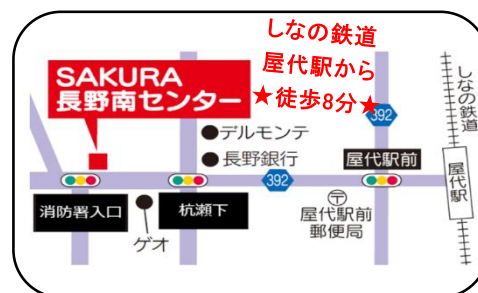 しなの鉄道
屋代駅から
★徒歩8分★
SAKURA
長野南センター
392
しなの鉄道
●デルモンテ
●長野銀行
392
屋代駅前
屋代駅
消防署入口
杭瀬下
ゲオ
〒
屋代駅前
郵便局